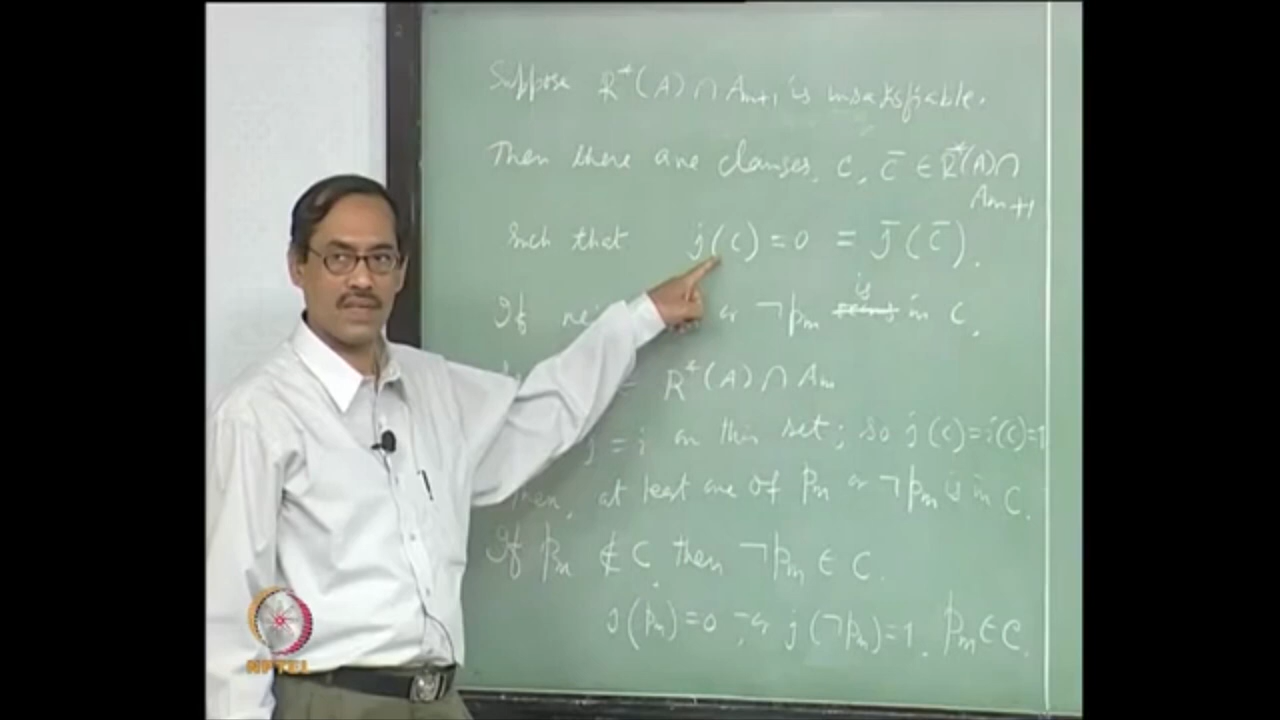 Suppose R*(A) ∩ Am+1 is unsatisfiable.
Then there are clauses, C, C̄ ∈ R*(A) ∩
Am+1
Such that j(C) = 0 = j̄(C̄).
is
If or ¬pm in C,
= R*(A) ∩ Am
j = i on this set; so j(C)=i(C)=1
Then, at least one of pm or ¬pm is in C.
If pm ∉ C, then ¬pm ∈ C.
j(pm)=0 or j(¬pm)=1. pm ∈ C.
NPTEL